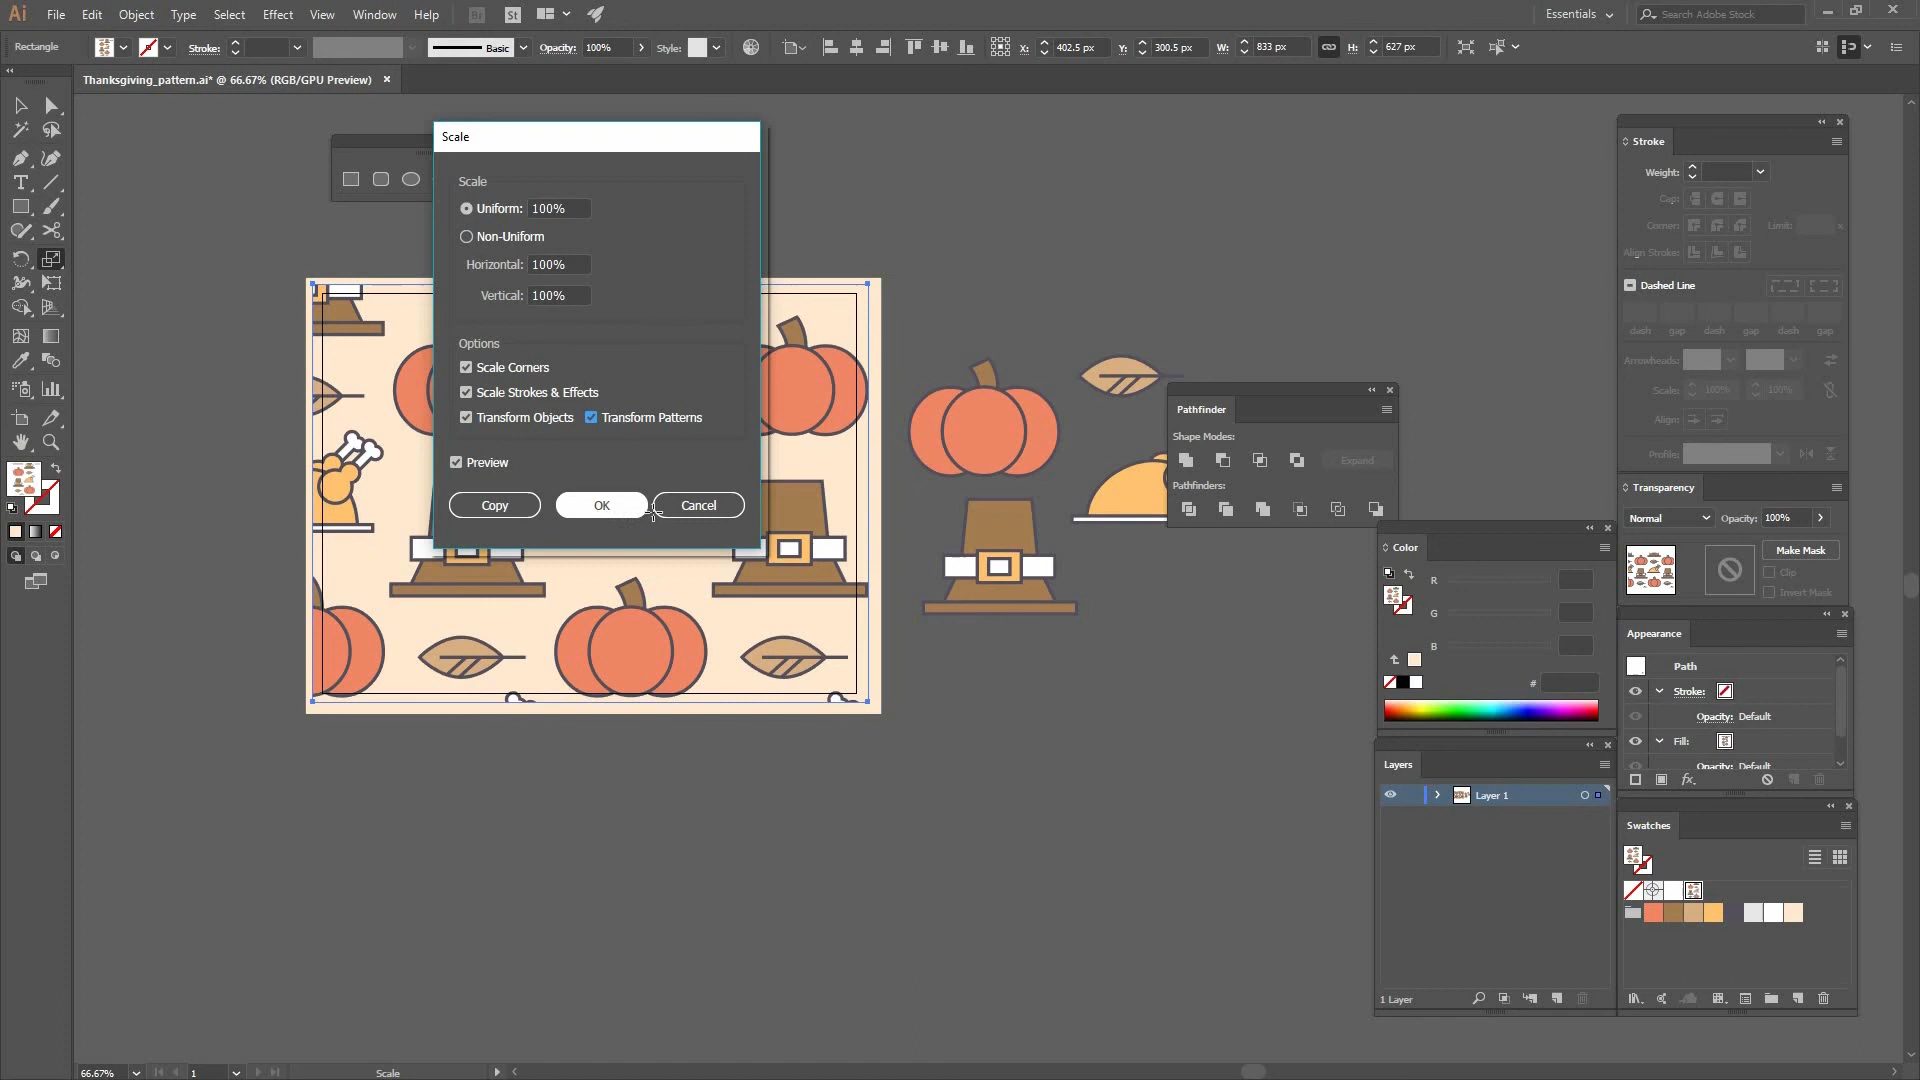 Ai File Edit Object Type Select Effect View Window Help Br St Essentials Search Adobe Stock
Rectangle Stroke: Basic Opacity: 100% Style: X: 402.5 px Y: 300.5 px W: 833 px H: 627 px
Thanksgiving_pattern.ai* @ 66.67% (RGB/GPU Preview)
Scale
Scale
Uniform: 100%
Non-Uniform
Horizontal: 100%
Vertical: 100%
Options
Scale Corners
Scale Strokes & Effects
Transform Objects Transform Patterns
Preview
Copy OK Cancel
Pathfinder
Shape Modes:
Expand
Pathfinders:
Stroke
Weight:
Cap:
Corner: Limit: x
Align Stroke:
Dashed Line
dash gap dash gap dash gap
Arrowheads:
Scale: 100% 100%
Align:
Profile:
Transparency
Normal Opacity: 100%
Make Mask
Clip
Invert Mask
Color
R
G
B
#
Appearance
Path
Stroke:
Opacity: Default
Fill:
Opacity: Default
fx
Layers
Layer 1
1 Layer
Swatches
66.67% 1 Scale